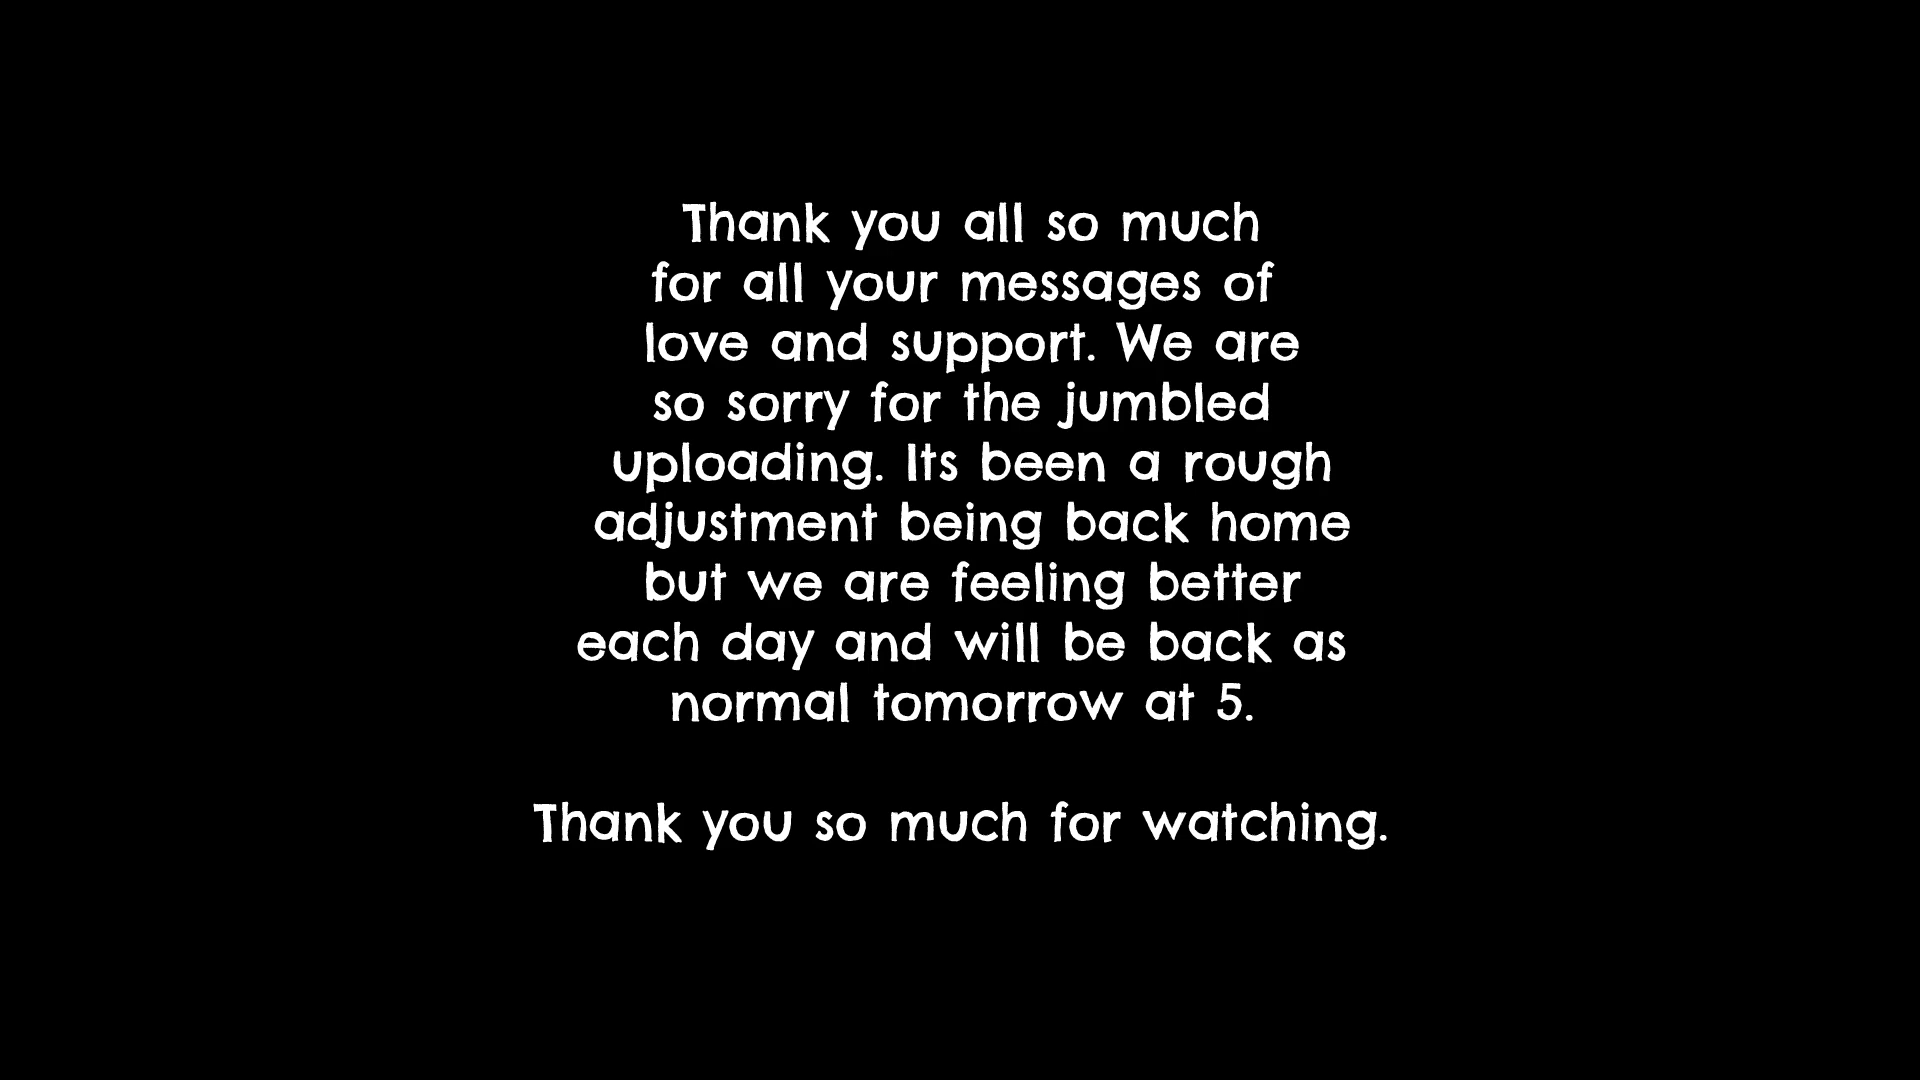 Thank you all so much
for all your messages of
love and support. We are
so sorry for the jumbled
uploading. Its been a rough
adjustment being back home
but we are feeling better
each day and will be back as
normal tomorrow at 5.
Thank you so much for watching.